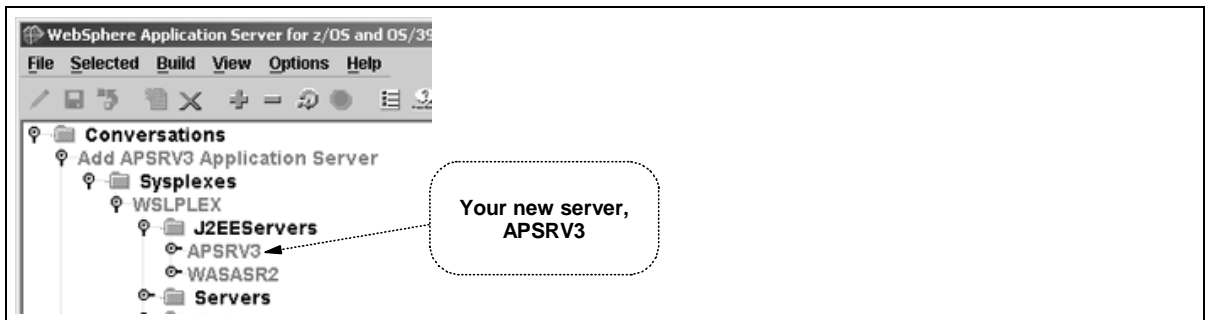 WebSphere Application Server for z/OS and OS/39
File Selected Build View Options Help
Conversations
Add APSRV3 Application Server
Sysplexes
WSLPLEX
J2EEServers
APSRV3
WASASR2
Servers
Your new server,
APSRV3